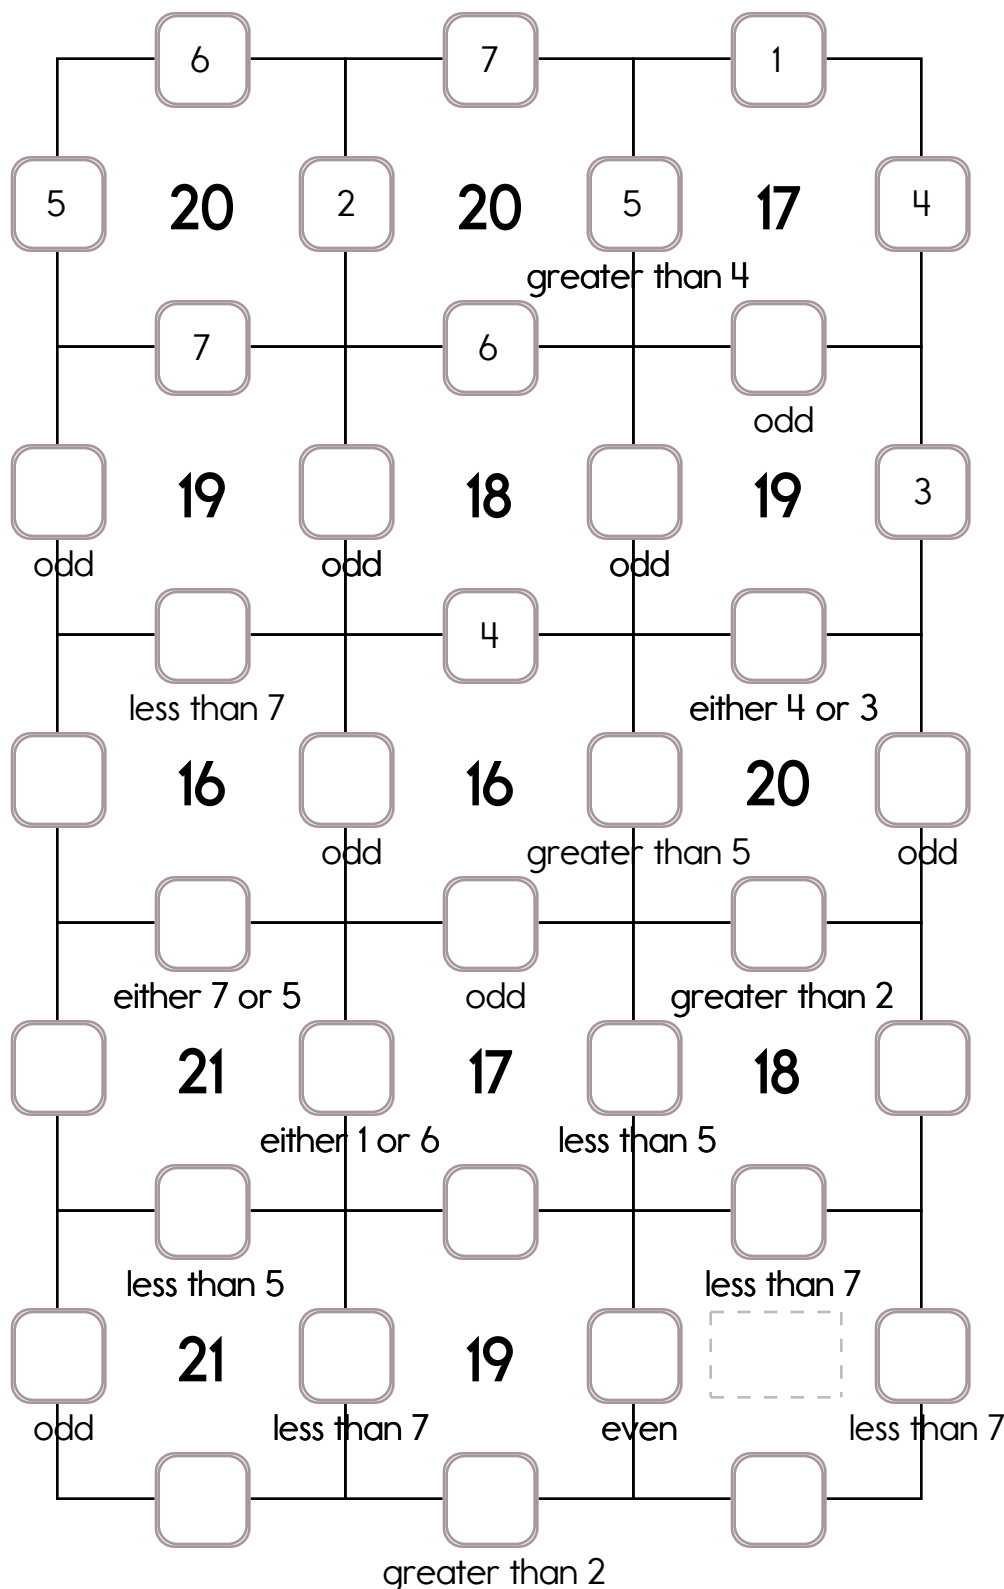 6 7 1
5 20 2 20 5 17 4
greater than 4
7 6
odd
19 18 19 3
odd odd odd
4
less than 7 either 4 or 3
16 16 20
odd greater than 5 odd
either 7 or 5 odd greater than 2
21 17 18
either 1 or 6 less than 5
less than 5 less than 7
21 19
odd less than 7 even less than 7
greater than 2